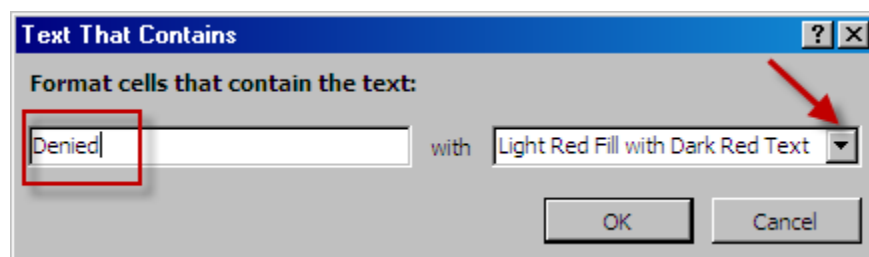 Text That Contains
Format cells that contain the text:
Denied with Light Red Fill with Dark Red Text
OK Cancel